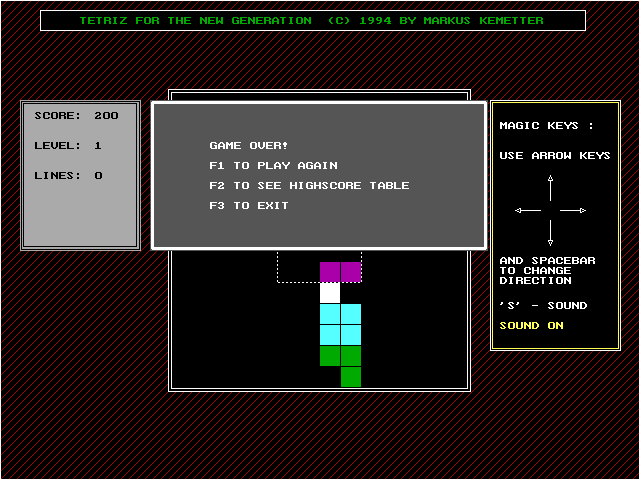 TETRIZ FOR THE NEW GENERATION (C) 1994 BY MARKUS KEMETTER
SCORE: 200
LEVEL: 1
LINES: 0
GAME OVER!
F1 TO PLAY AGAIN
F2 TO SEE HIGHSCORE TABLE
F3 TO EXIT
MAGIC KEYS :
USE ARROW KEYS
AND SPACEBAR
TO CHANGE
DIRECTION
'S' - SOUND
SOUND ON